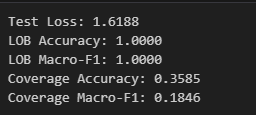 Test Loss: 1.6188
LOB Accuracy: 1.0000
LOB Macro-F1: 1.0000
Coverage Accuracy: 0.3585
Coverage Macro-F1: 0.1846